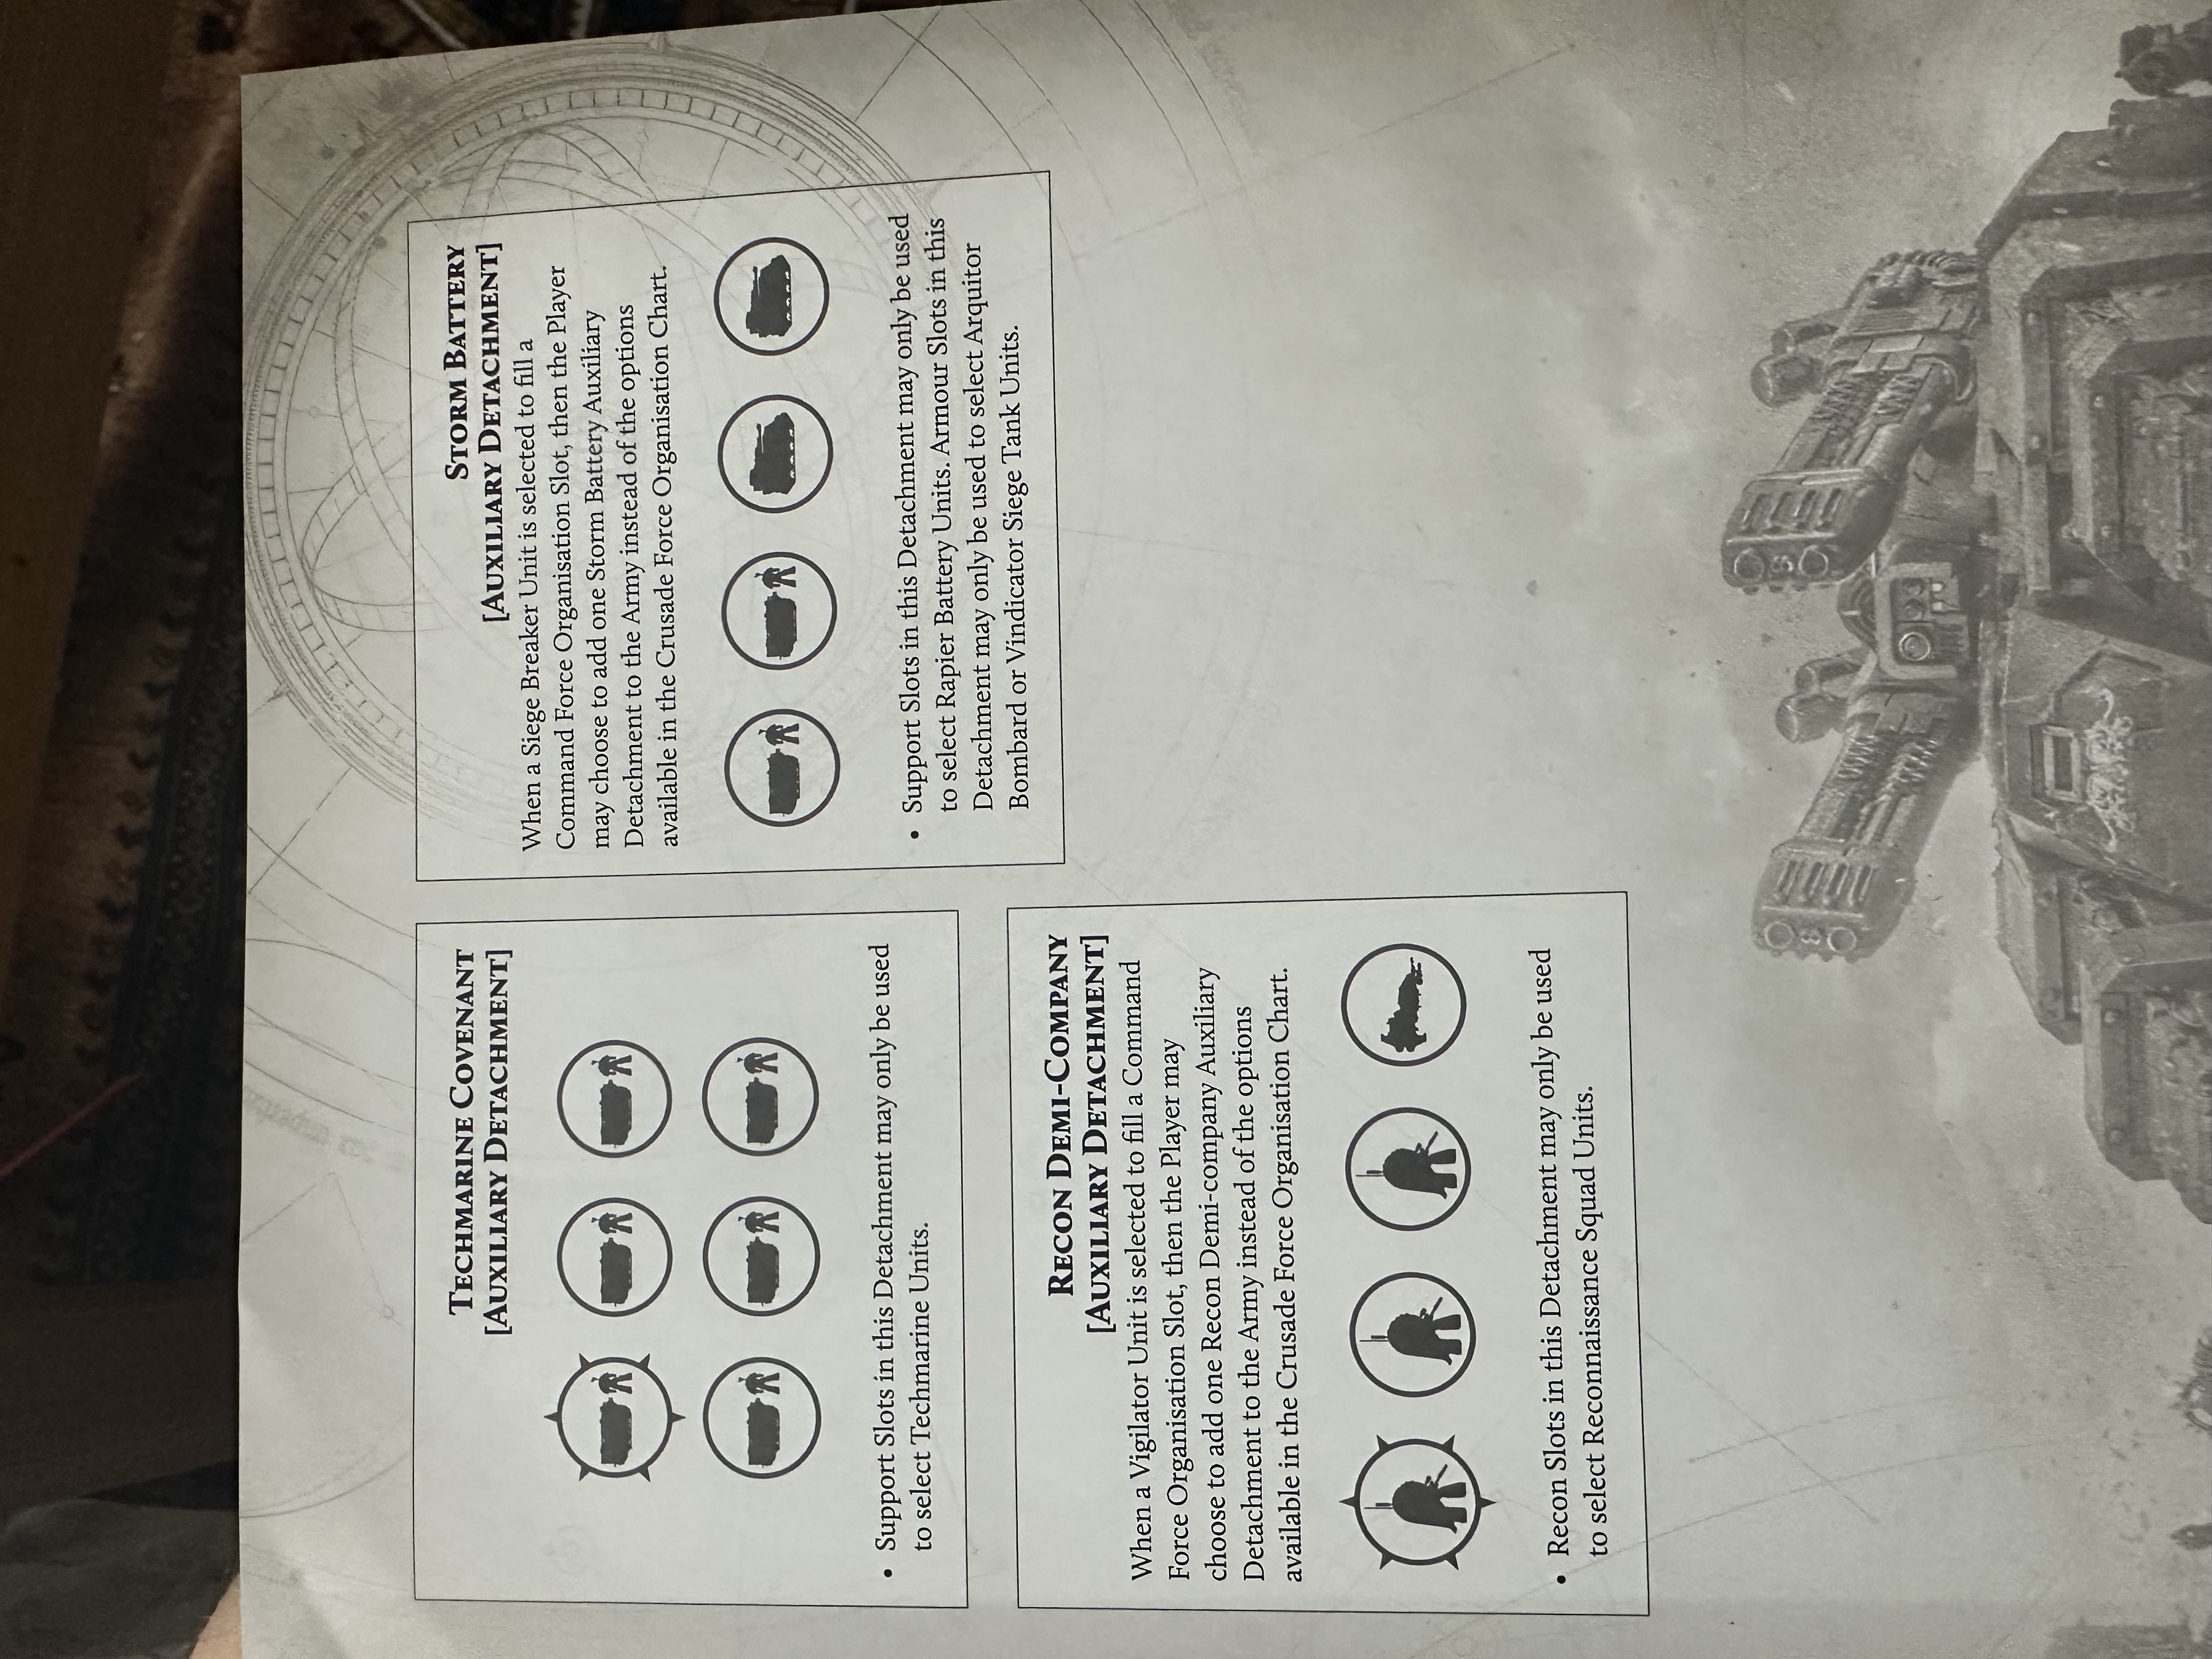 TECHMARINE COVENANT
[AUXILIARY DETACHMENT]
• Support Slots in this Detachment may only be used
to select Techmarine Units.
RECON DEMI-COMPANY
[AUXILIARY DETACHMENT]
When a Vigilator Unit is selected to fill a Command
Force Organisation Slot, then the Player may
choose to add one Recon Demi-company Auxiliary
Detachment to the Army instead of the options
available in the Crusade Force Organisation Chart.
• Recon Slots in this Detachment may only be used
to select Reconnaissance Squad Units.
STORM BATTERY
[AUXILIARY DETACHMENT]
When a Siege Breaker Unit is selected to fill a
Command Force Organisation Slot, then the Player
may choose to add one Storm Battery Auxiliary
Detachment to the Army instead of the options
available in the Crusade Force Organisation Chart.
• Support Slots in this Detachment may only be used
to select Rapier Battery Units. Armour Slots in this
Detachment may only be used to select Arquitor
Bombard or Vindicator Siege Tank Units.